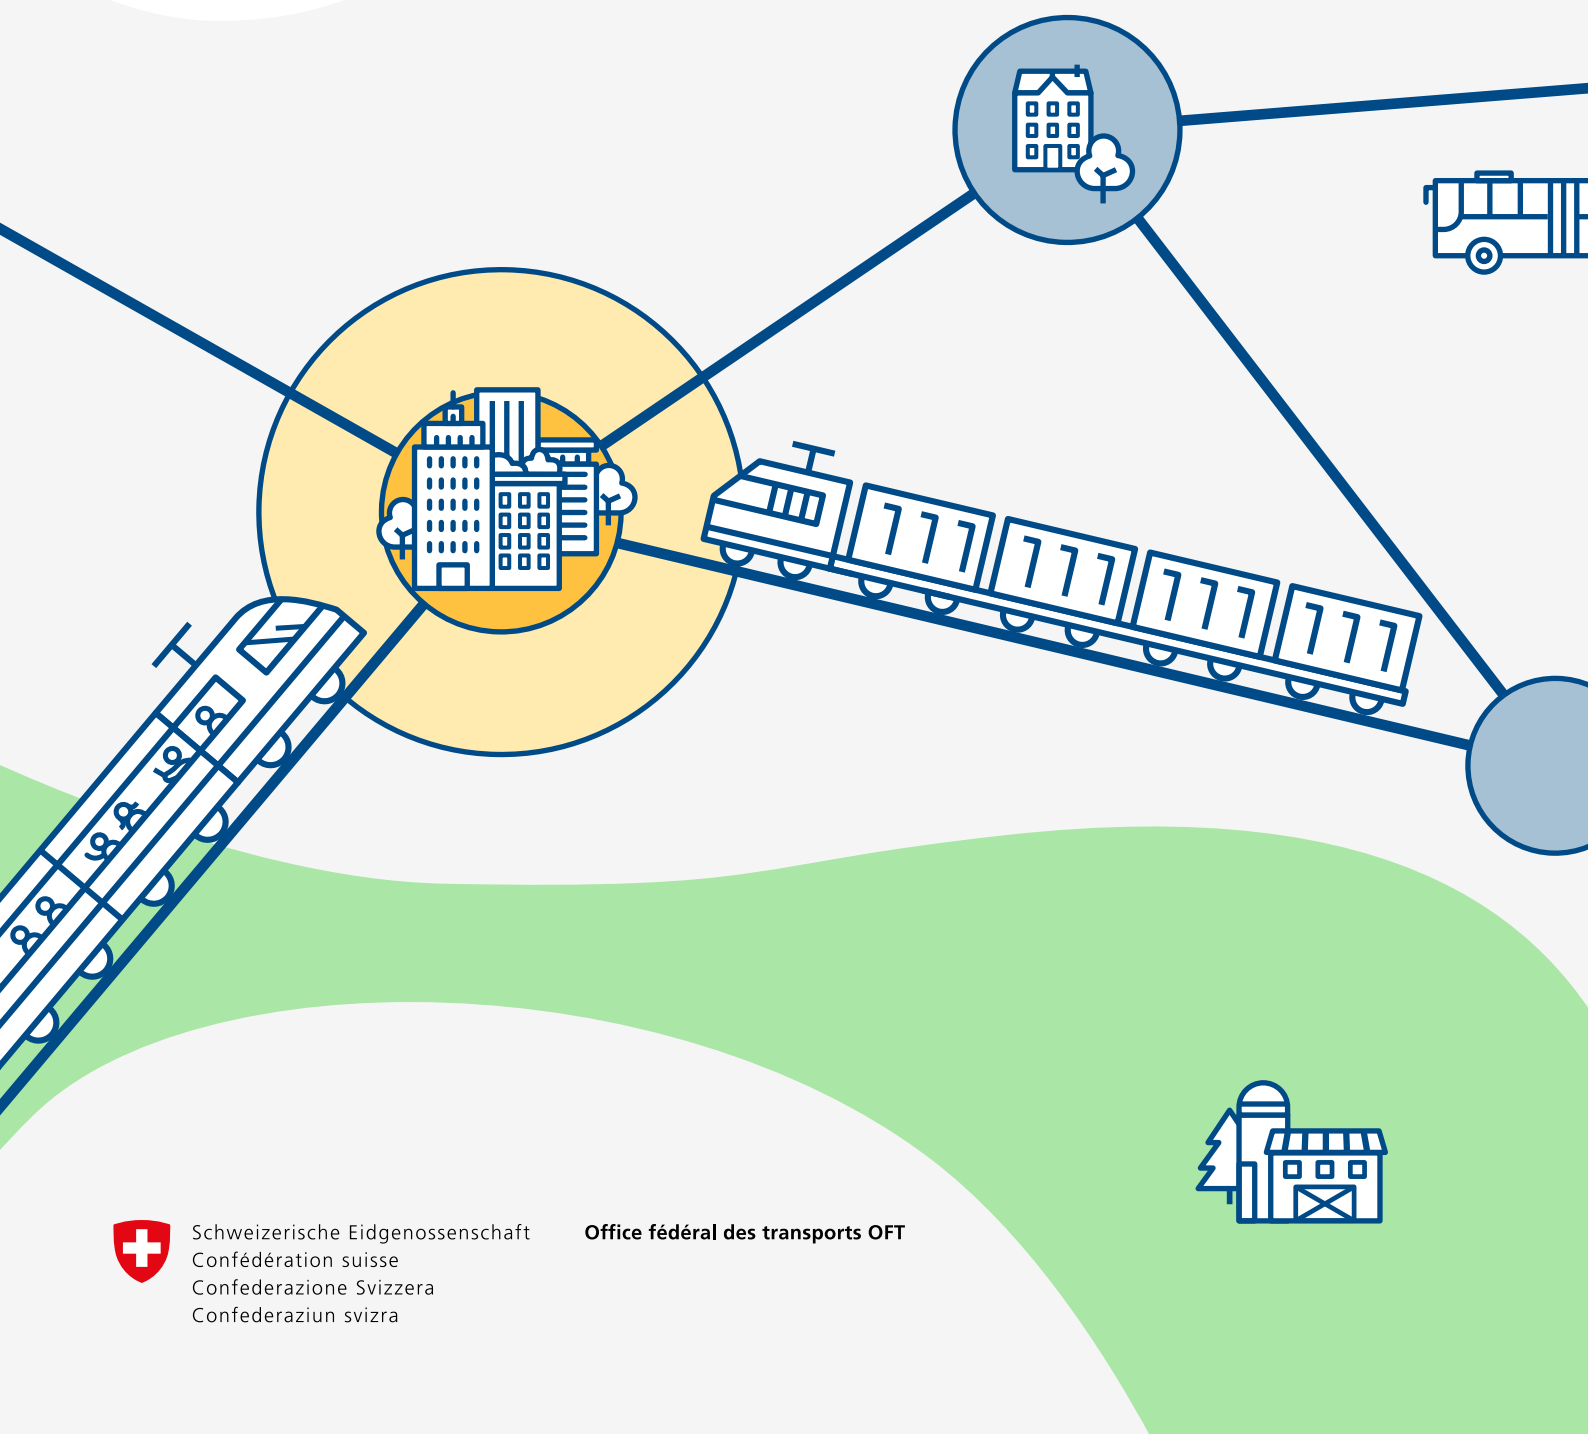 Schweizerische Eidgenossenschaft
Confédération suisse
Confederazione Svizzera
Confederaziun svizra
Office fédéral des transports OFT